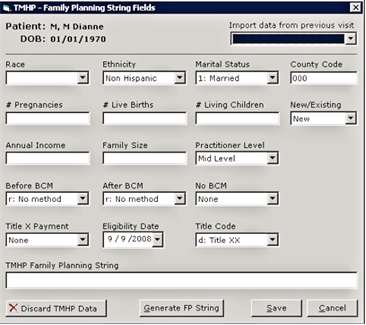 TMHP - Family Planning String Fields
Patient: M, M Dianne
DOB: 01/01/1970
Import data from previous visit
Race Ethnicity Marital Status County Code
Non Hispanic 1: Married 000
# Pregnancies # Live Births # Living Children New/Existing
New
Annual Income Family Size Practitioner Level
Mid Level
Before BCM After BCM No BCM
r: No method r: No method None
Title X Payment Eligibility Date Title Code
None 9 / 9 /2008 d: Title XX
TMHP Family Planning String
Discard TMHP Data Generate FP String Save Cancel